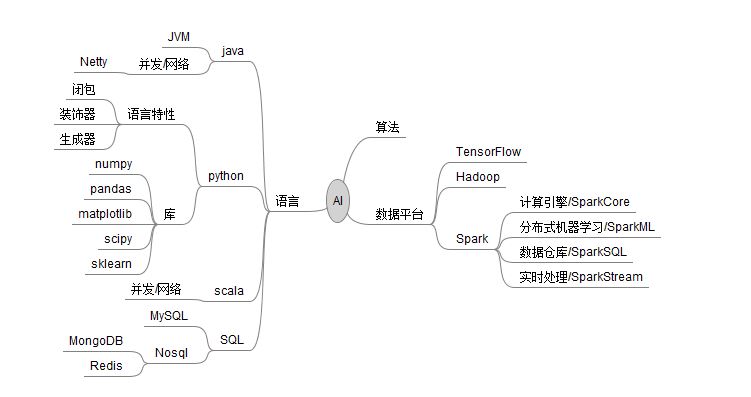 JVM
java
Netty
并发/网络
闭包
装饰器
语言特性
生成器
numpy
pandas
matplotlib
库
scipy
sklearn
python
语言
并发/网络
scala
MySQL
SQL
MongoDB
Nosql
Redis
AI
算法
数据平台
TensorFlow
Hadoop
Spark
计算引擎/SparkCore
分布式机器学习/SparkML
数据仓库/SparkSQL
实时处理/SparkStream